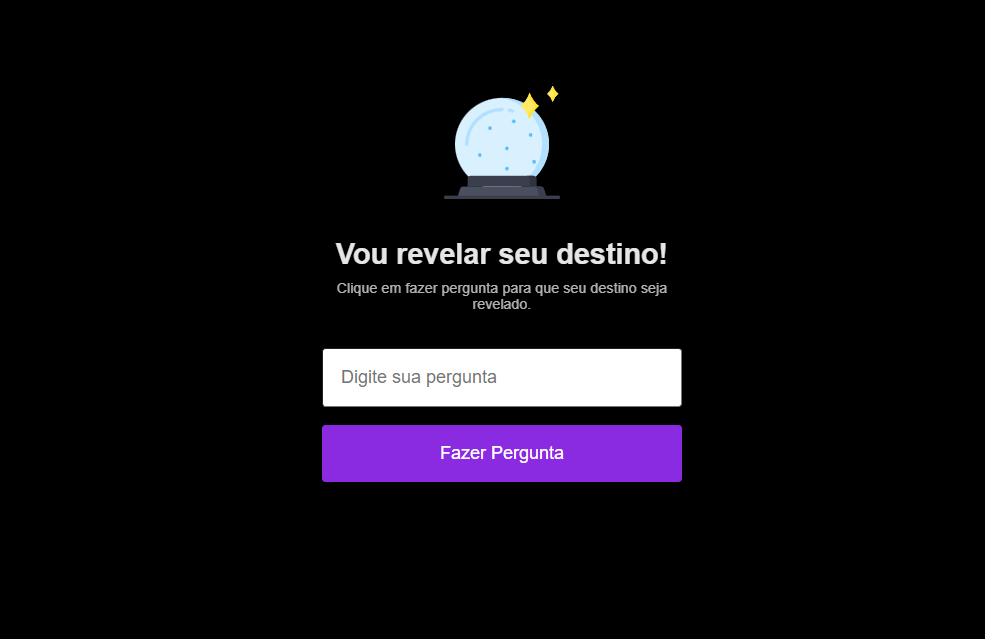 Vou revelar seu destino!
Clique em fazer pergunta para que seu destino seja
revelado.
Digite sua pergunta
Fazer Pergunta